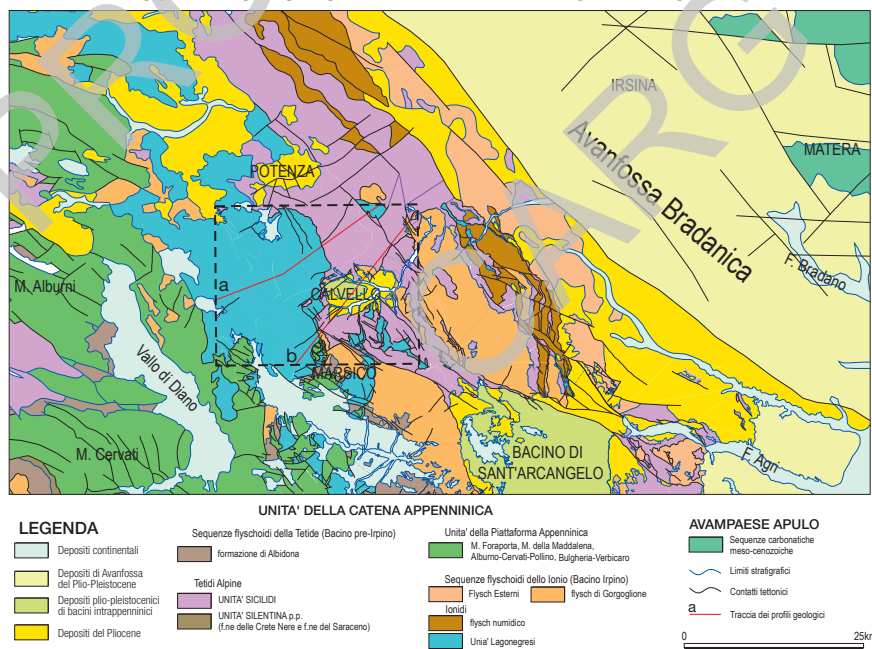 IRSINA
MATERA
Avanfossa Bradanica
POTENZA
F. Bradano
M. Alburni
a
CALVELLO
b
MARSICO
Vallo di Diano
M. Cervati
BACINO DI
SANT'ARCANGELO
F. Agri
UNITA' DELLA CATENA APPENNINICA
LEGENDA
Depositi continentali
Depositi di Avanfossa
del Plio-Pleistocene
Depositi plio-pleistocenici
di bacini intrappenninici
Depositi del Pliocene
Sequenze flyschoidi della Tetide (Bacino pre-Irpino)
formazione di Albidona
Tetidi Alpine
UNITA' SICILIDI
UNITA' SILENTINA p.p.
(f.ne delle Crete Nere e f.ne del Saraceno)
Unita' della Piattaforma Appenninica
M. Foraporta, M. della Maddalena,
Alburno-Cervati-Pollino, Bulgheria-Verbicaro
Sequenze flyschoidi dello Ionio (Bacino Irpino)
Flysch Esterni
flysch di Gorgoglione
Ionidi
flysch numidico
Unia' Lagonegresi
AVAMPAESE APULO
Sequenze carbonatiche
meso-cenozoiche
Limiti stratigrafici
Contatti tettonici
a
Traccia dei profili geologici
0 25km